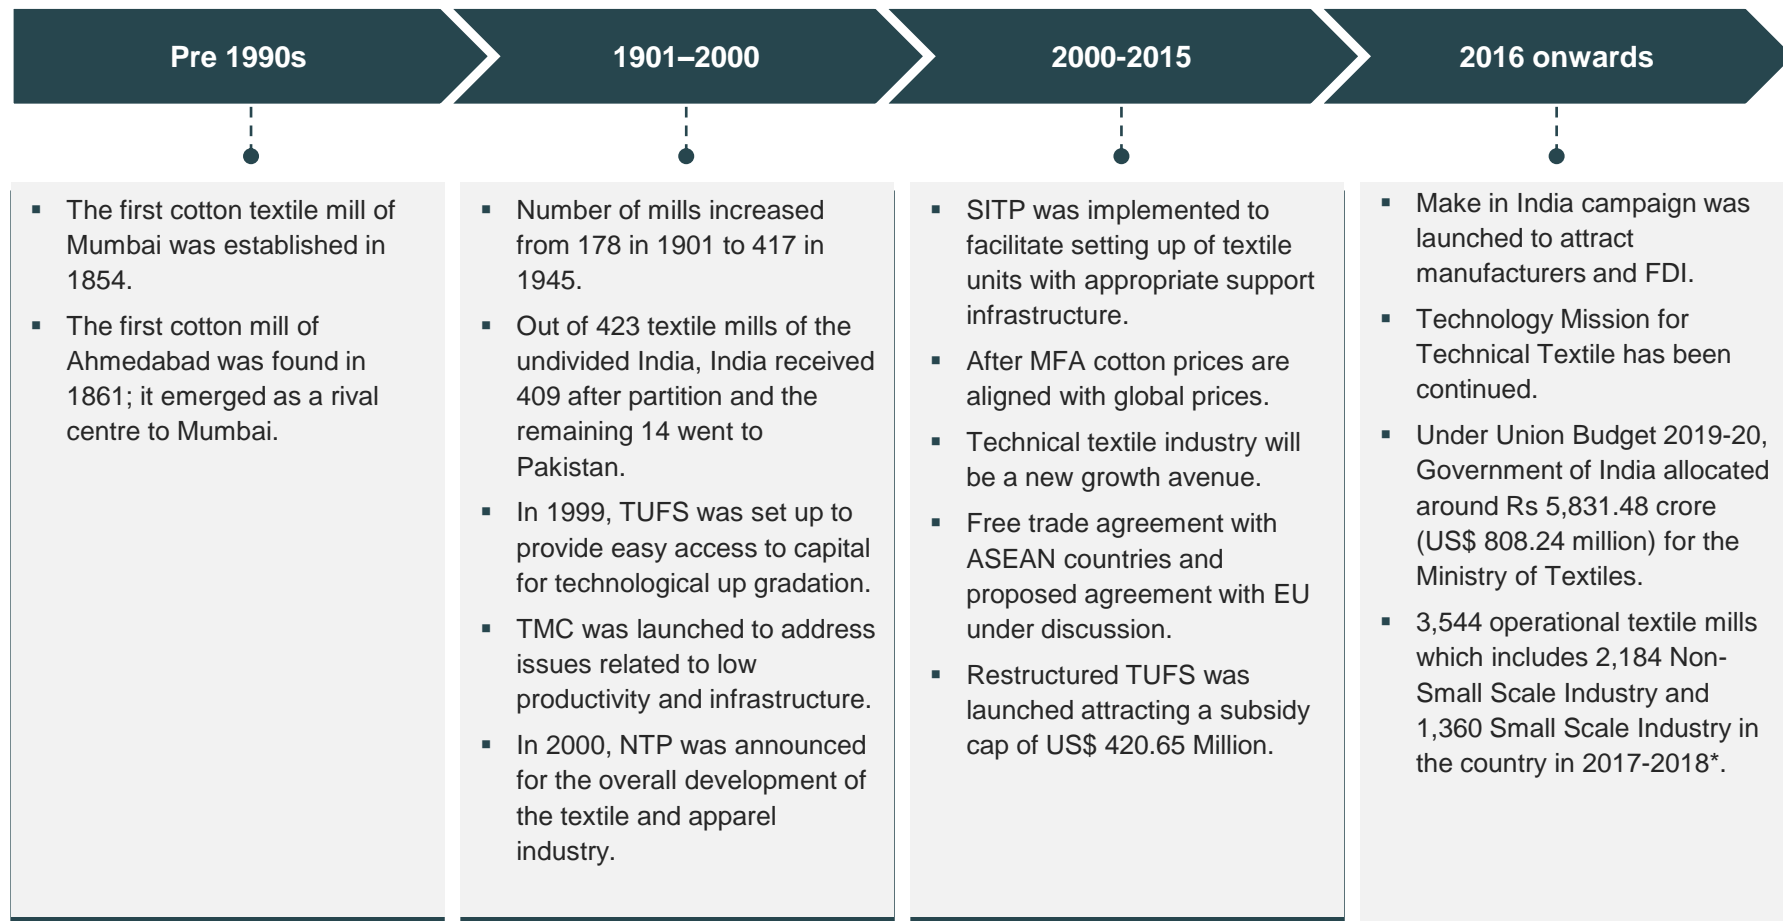 Pre 1990s
1901–2000
2000-2015
2016 onwards
▪ The first cotton textile mill of
Mumbai was established in
1854.
▪ The first cotton mill of
Ahmedabad was found in
1861; it emerged as a rival
centre to Mumbai.
▪ Number of mills increased
from 178 in 1901 to 417 in
1945.
▪ Out of 423 textile mills of the
undivided India, India received
409 after partition and the
remaining 14 went to
Pakistan.
▪ In 1999, TUFS was set up to
provide easy access to capital
for technological up gradation.
▪ TMC was launched to address
issues related to low
productivity and infrastructure.
▪ In 2000, NTP was announced
for the overall development of
the textile and apparel
industry.
▪ SITP was implemented to
facilitate setting up of textile
units with appropriate support
infrastructure.
▪ After MFA cotton prices are
aligned with global prices.
▪ Technical textile industry will
be a new growth avenue.
▪ Free trade agreement with
ASEAN countries and
proposed agreement with EU
under discussion.
▪ Restructured TUFS was
launched attracting a subsidy
cap of US$ 420.65 Million.
▪ Make in India campaign was
launched to attract
manufacturers and FDI.
▪ Technology Mission for
Technical Textile has been
continued.
▪ Under Union Budget 2019-20,
Government of India allocated
around Rs 5,831.48 crore
(US$ 808.24 million) for the
Ministry of Textiles.
▪ 3,544 operational textile mills
which includes 2,184 Non-
Small Scale Industry and
1,360 Small Scale Industry in
the country in 2017-2018*.